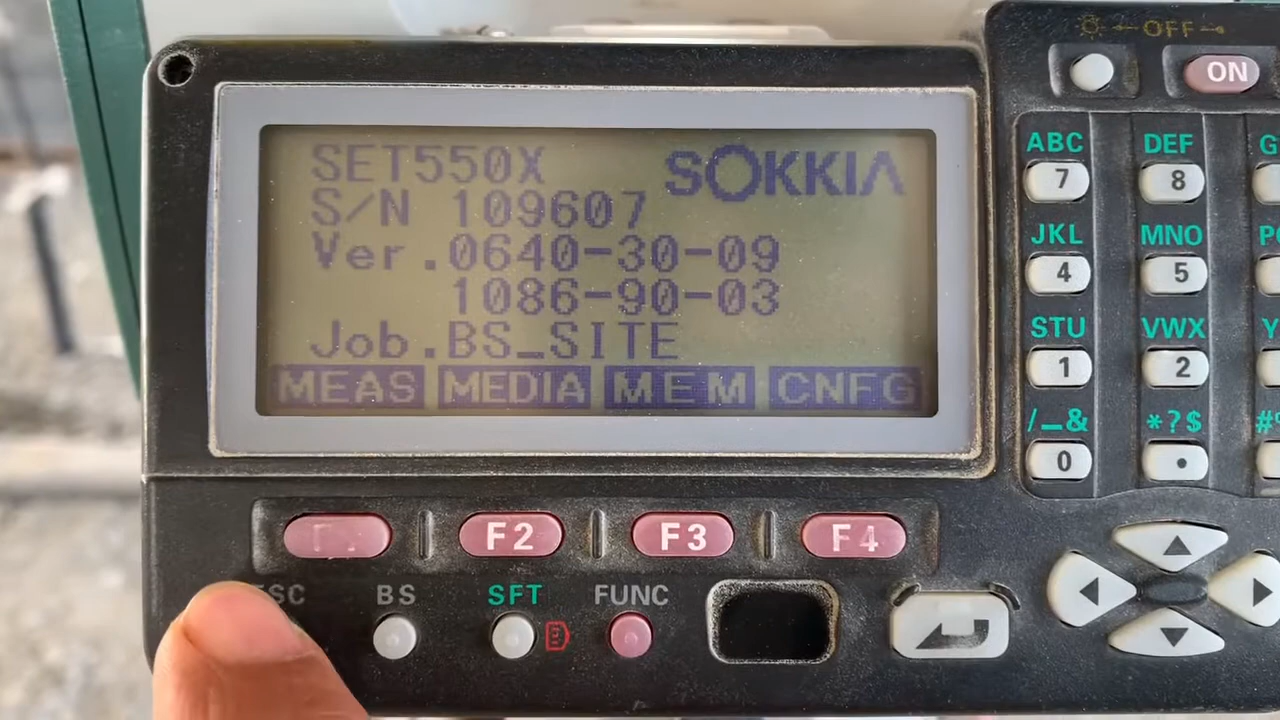 SET550X SOKKIA
S/N 109607
Ver.0640-30-09
1086-90-03
Job.BS_SITE
MEAS MEDIA MEM CNFG
F2 F3 F4
BS SFT FUNC
OFF
ON
ABC DEF
7 8
JKL MNO
4 5
STU VWX
1 2
/_& *?$
0 .